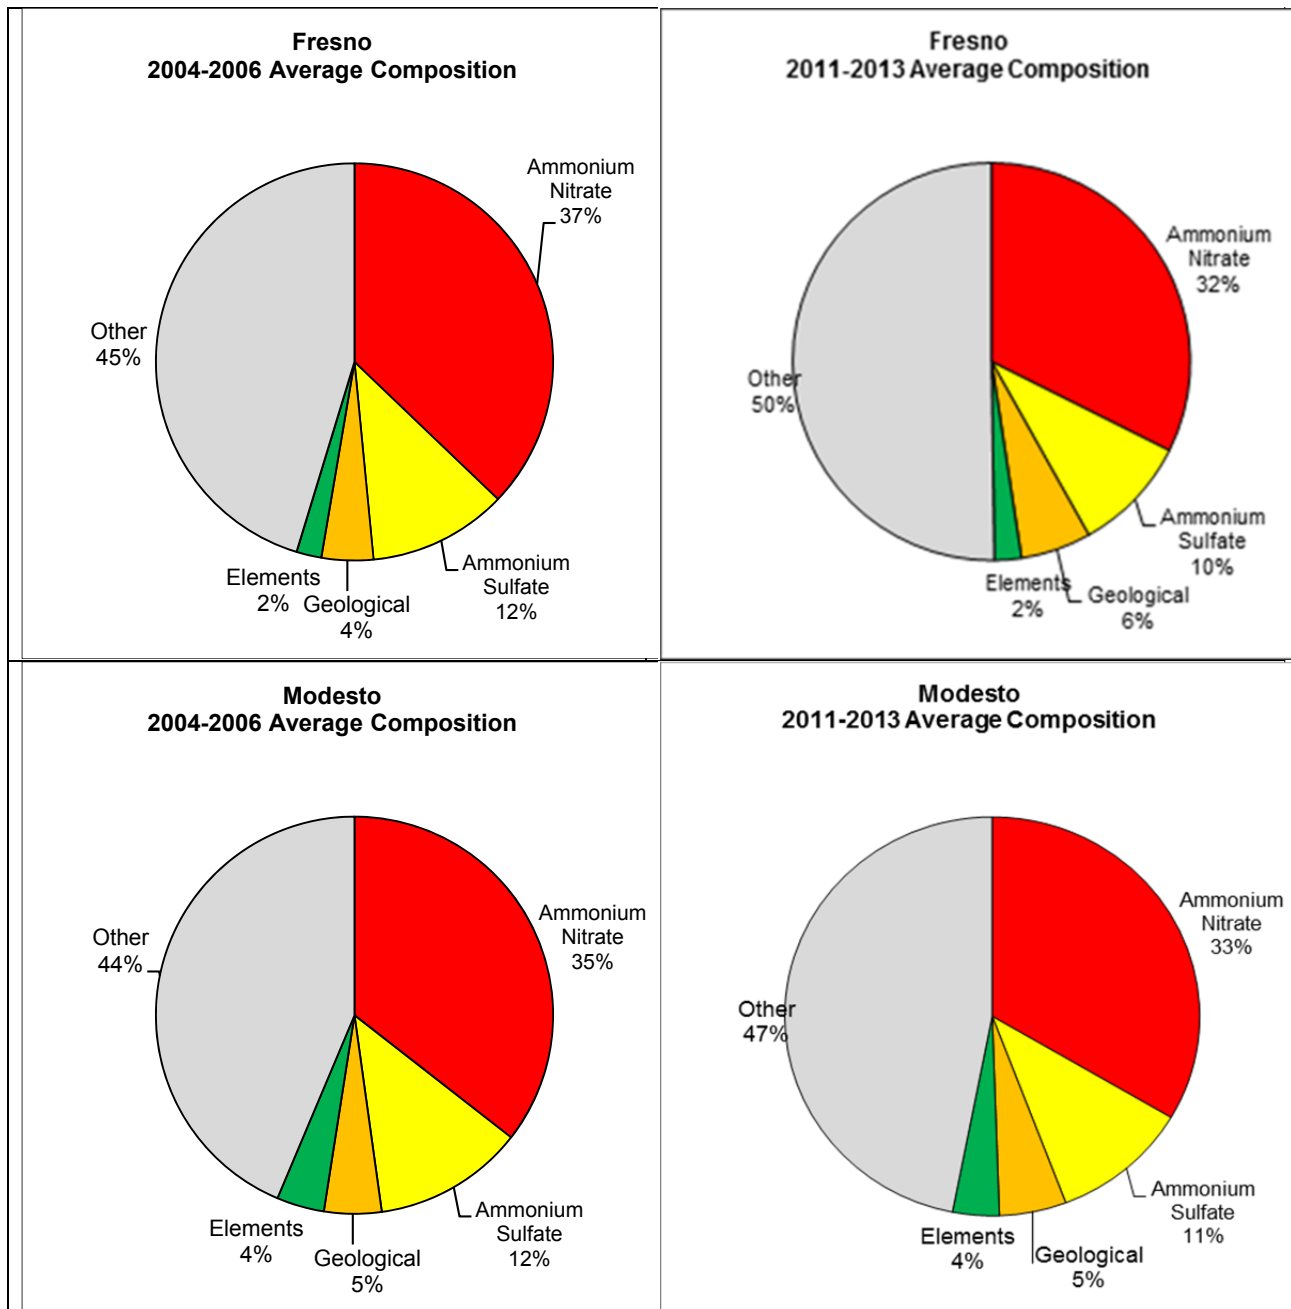 Fresno
2004-2006 Average Composition
Ammonium
Nitrate
37%
Other
45%
Elements
2%
Geological
4%
Ammonium
Sulfate
12%
Fresno
2011-2013 Average Composition
Ammonium
Nitrate
32%
Other
50%
Elements
2%
Geological
6%
Ammonium
Sulfate
10%
Modesto
2004-2006 Average Composition
Ammonium
Nitrate
35%
Other
44%
Elements
4%
Geological
5%
Ammonium
Sulfate
12%
Modesto
2011-2013 Average Composition
Ammonium
Nitrate
33%
Other
47%
Elements
4%
Geological
5%
Ammonium
Sulfate
11%